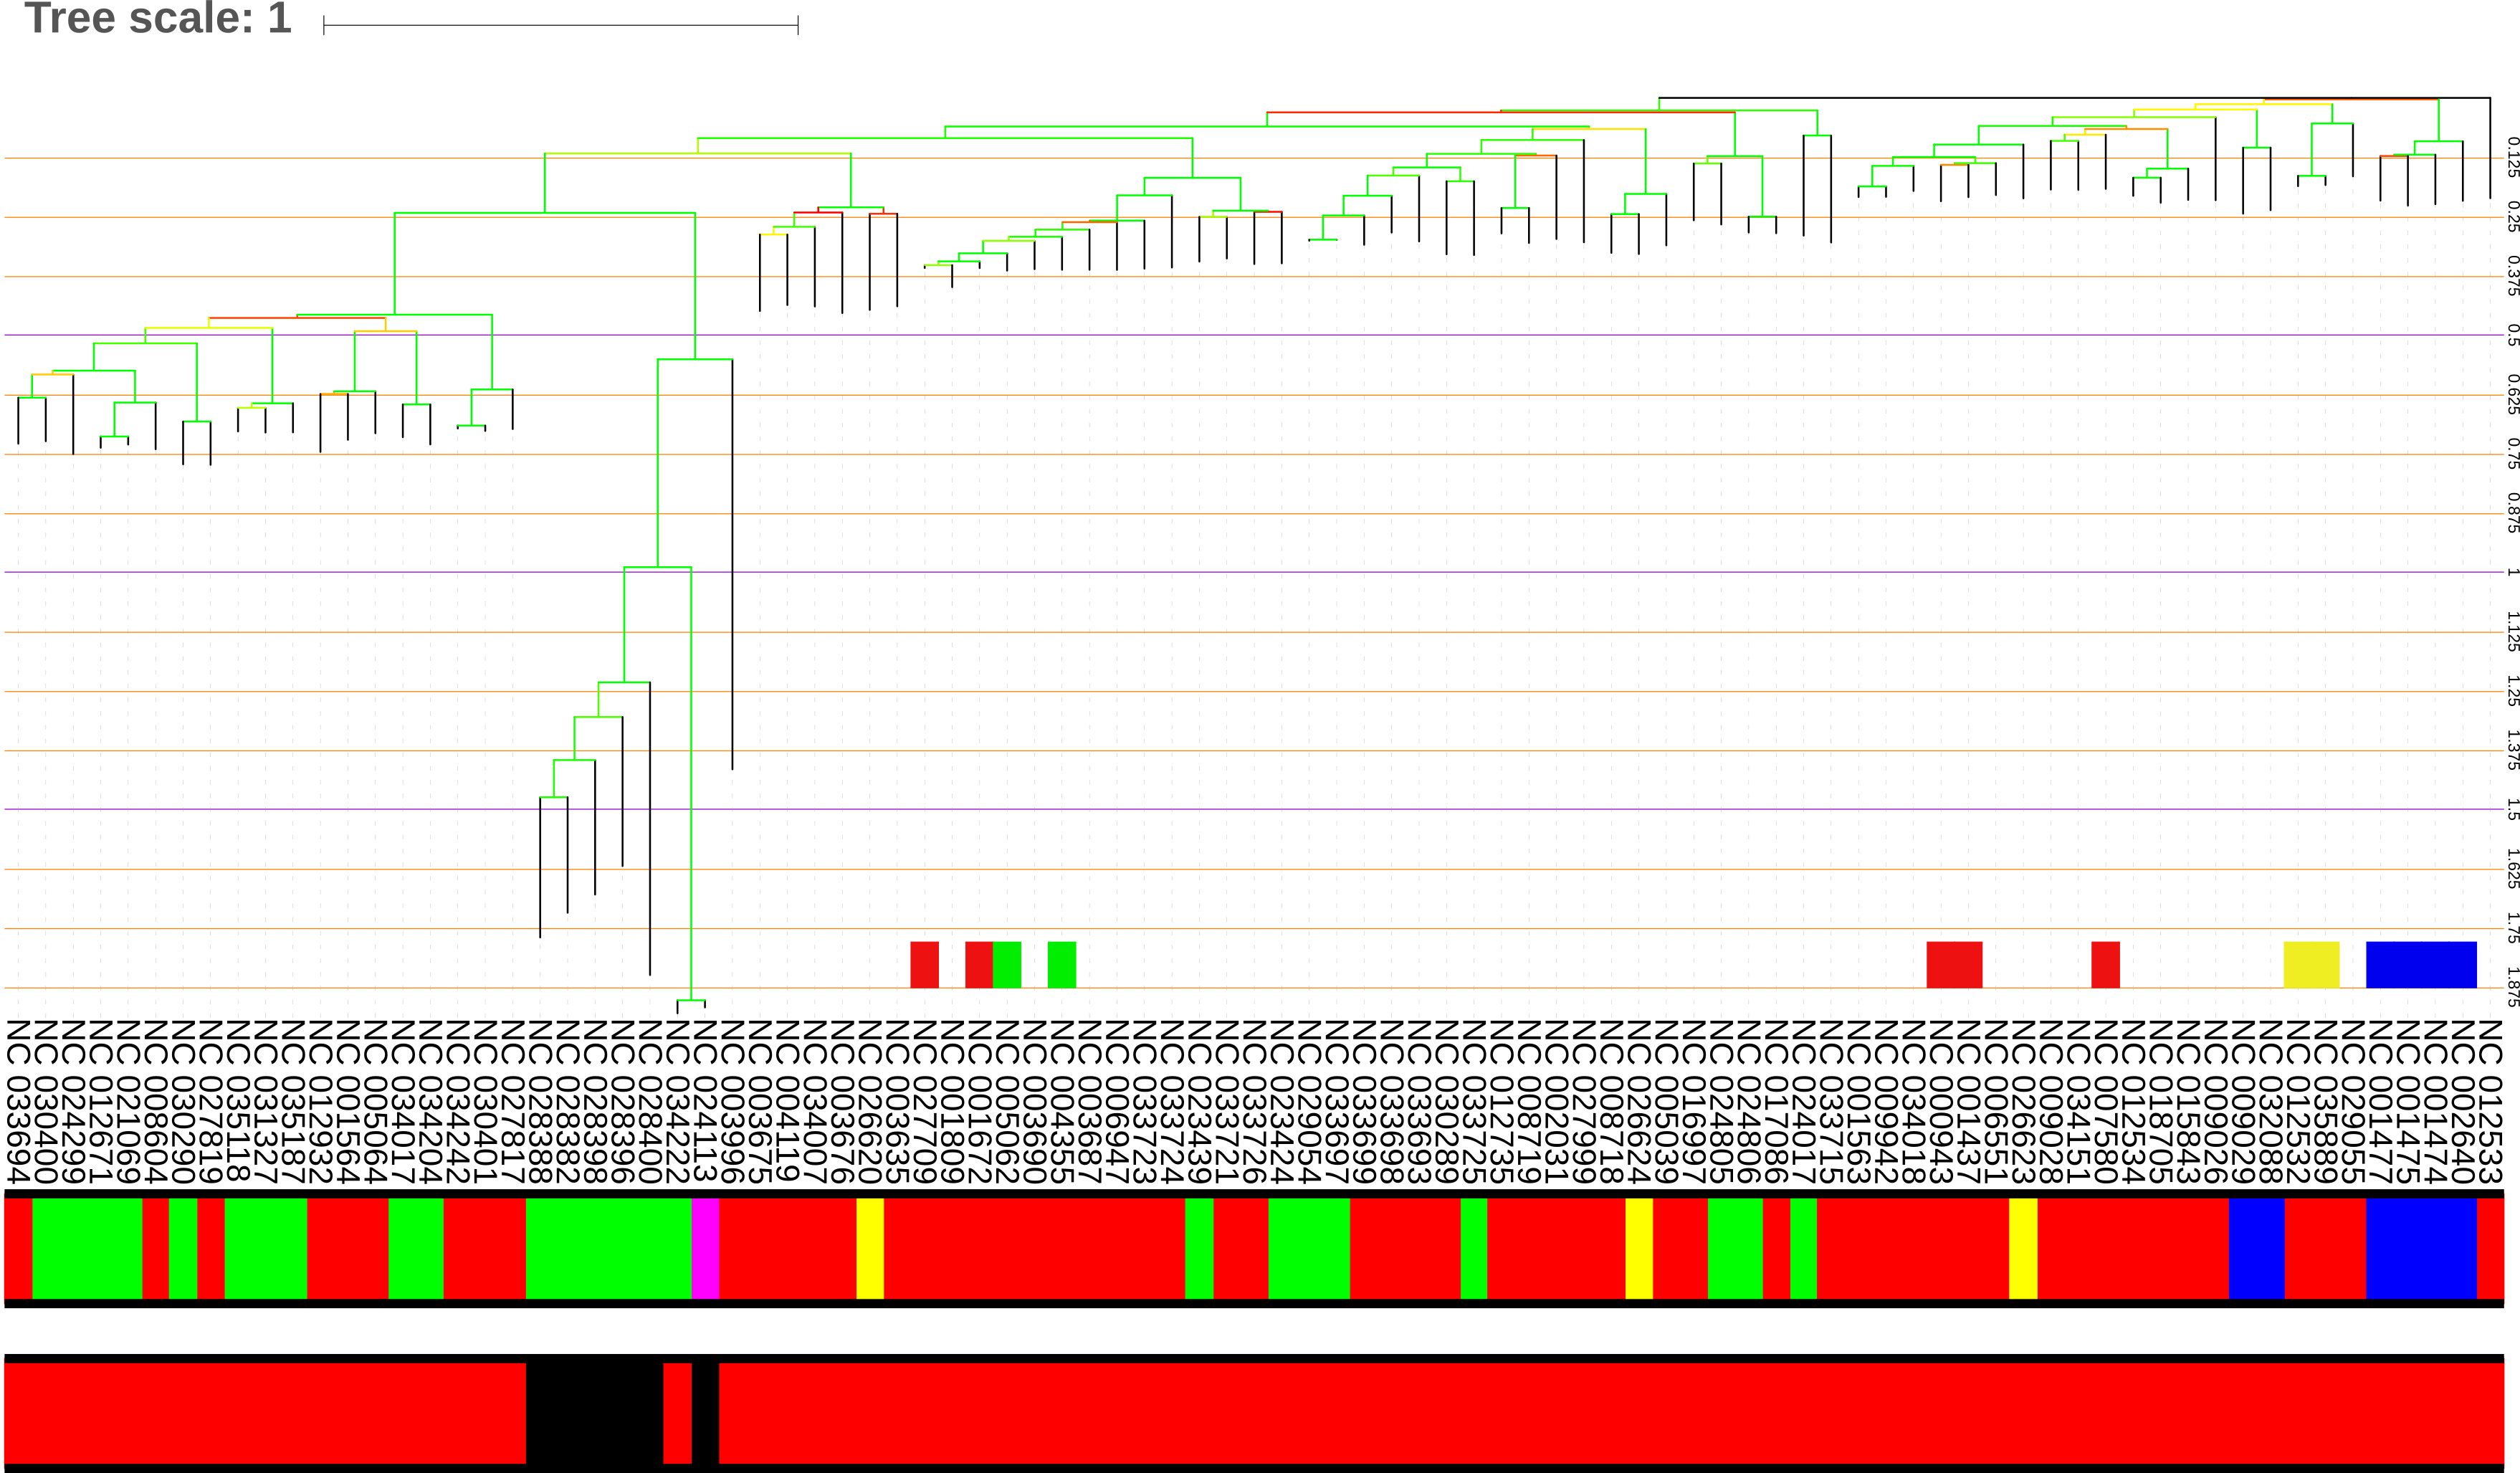 Tree scale: 1
0.125
0.25
0.375
0.5
0.625
0.75
0.875
1
1.125
1.25
1.375
1.5
1.625
1.75
1.875
NC 033694
NC 030400
NC 024299
NC 012671
NC 021069
NC 008604
NC 030290
NC 027819
NC 035118
NC 031327
NC 035187
NC 012932
NC 001564
NC 005064
NC 034017
NC 034204
NC 034242
NC 030401
NC 027817
NC 028388
NC 028382
NC 028398
NC 028396
NC 028400
NC 034222
NC 024113
NC 003996
NC 003675
NC 004119
NC 034007
NC 003676
NC 026620
NC 003635
NC 027709
NC 001809
NC 001672
NC 005062
NC 003690
NC 004355
NC 003687
NC 006947
NC 033723
NC 033724
NC 023439
NC 033721
NC 033726
NC 023424
NC 029054
NC 033697
NC 033699
NC 033698
NC 033693
NC 030289
NC 033725
NC 012735
NC 008719
NC 002031
NC 027999
NC 008718
NC 026624
NC 005039
NC 016997
NC 024805
NC 024806
NC 017086
NC 024017
NC 033715
NC 001563
NC 009942
NC 034018
NC 000943
NC 001437
NC 006551
NC 026623
NC 009028
NC 034151
NC 007580
NC 012534
NC 018705
NC 015843
NC 009026
NC 009029
NC 032088
NC 012532
NC 035889
NC 029055
NC 001477
NC 001475
NC 001474
NC 002640
NC 012533